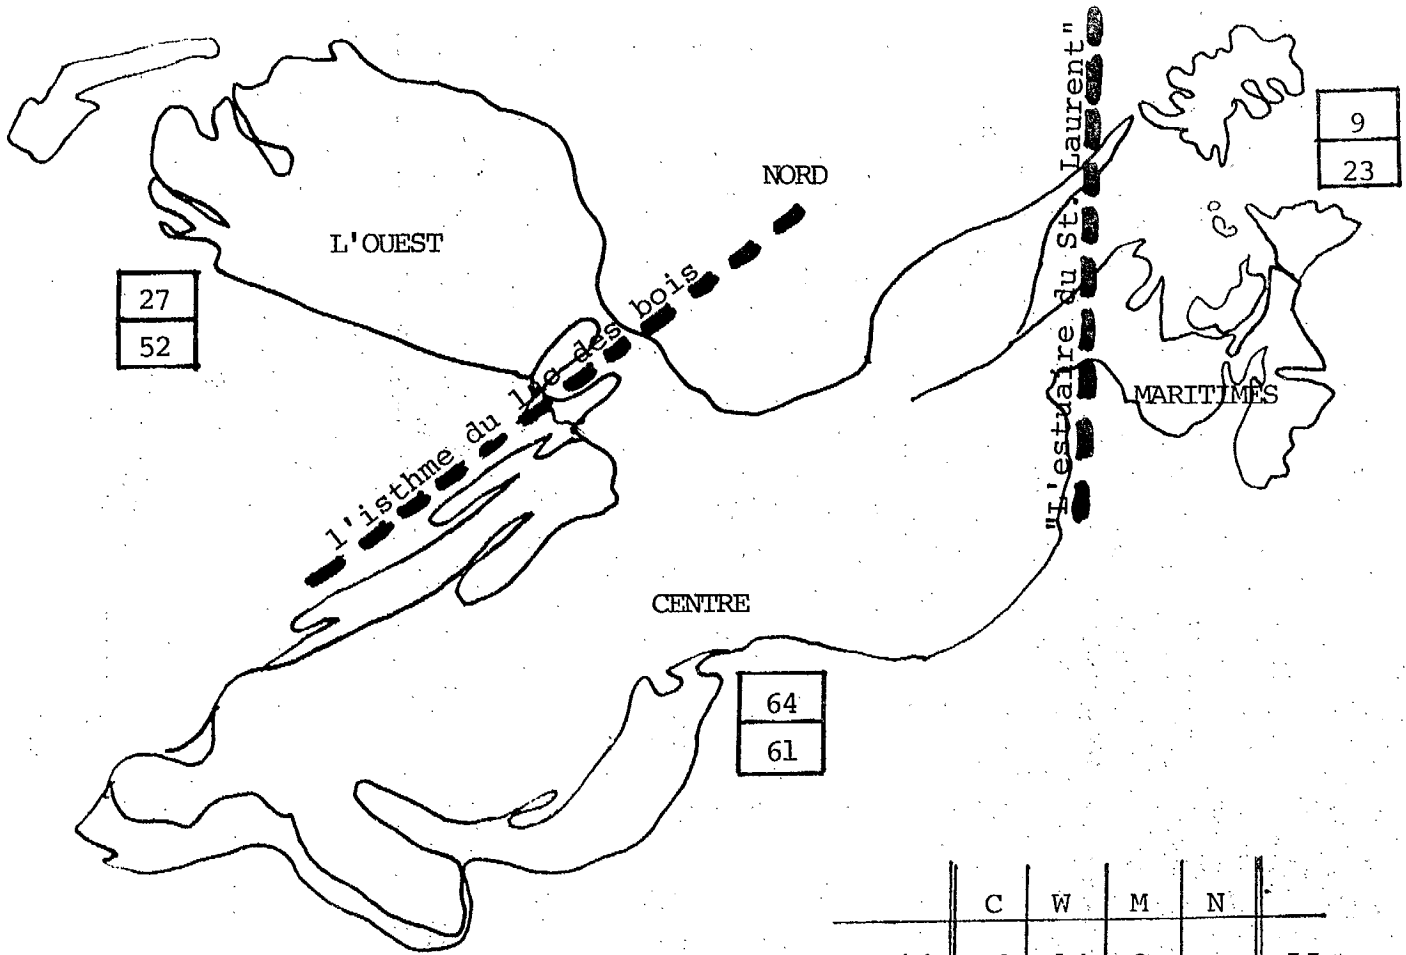 "L'estuaire du St. Laurent"
9
23
NORD
L'OUEST
27
52
l'isthme du lac des bois
MARITIMES
CENTRE
64
61
C W M N